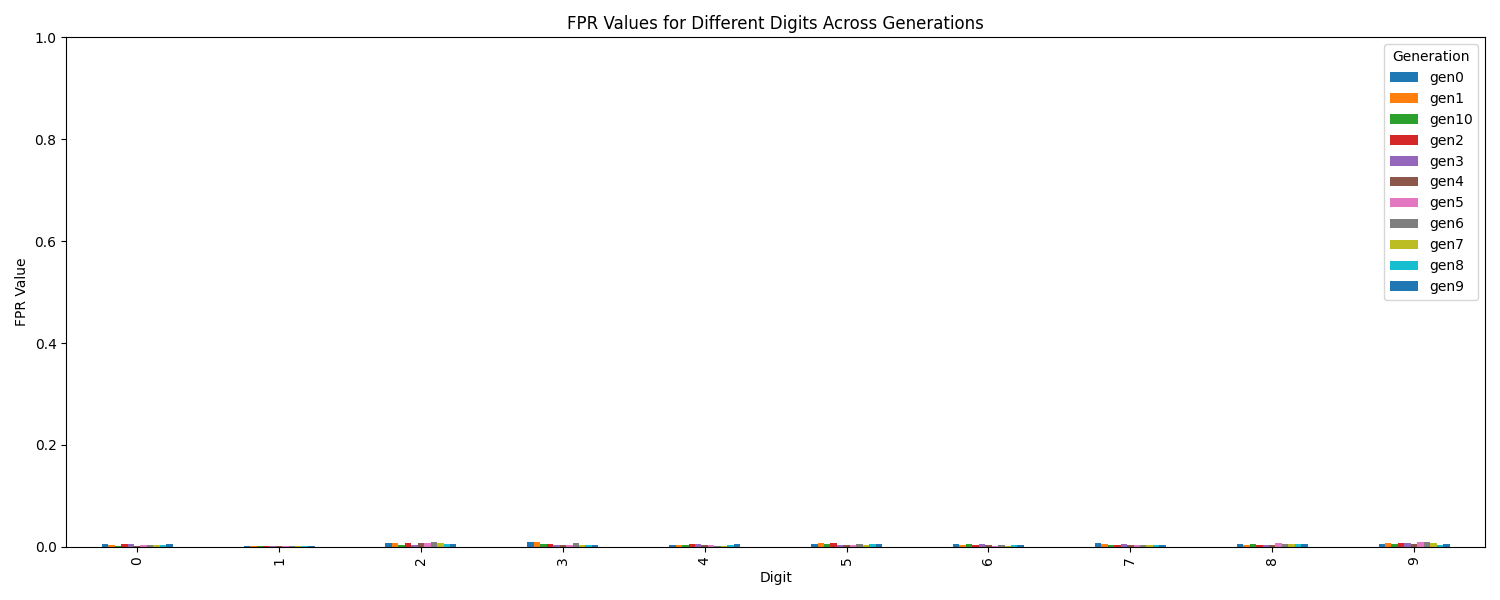 FPR Values for Different Digits Across Generations
1.0
0.8
0.6
0.4
0.2
0.0
FPR Value
Generation
gen0
gen1
gen10
gen2
gen3
gen4
gen5
gen6
gen7
gen8
gen9
0
1
2
3
4
5
6
7
8
9
Digit